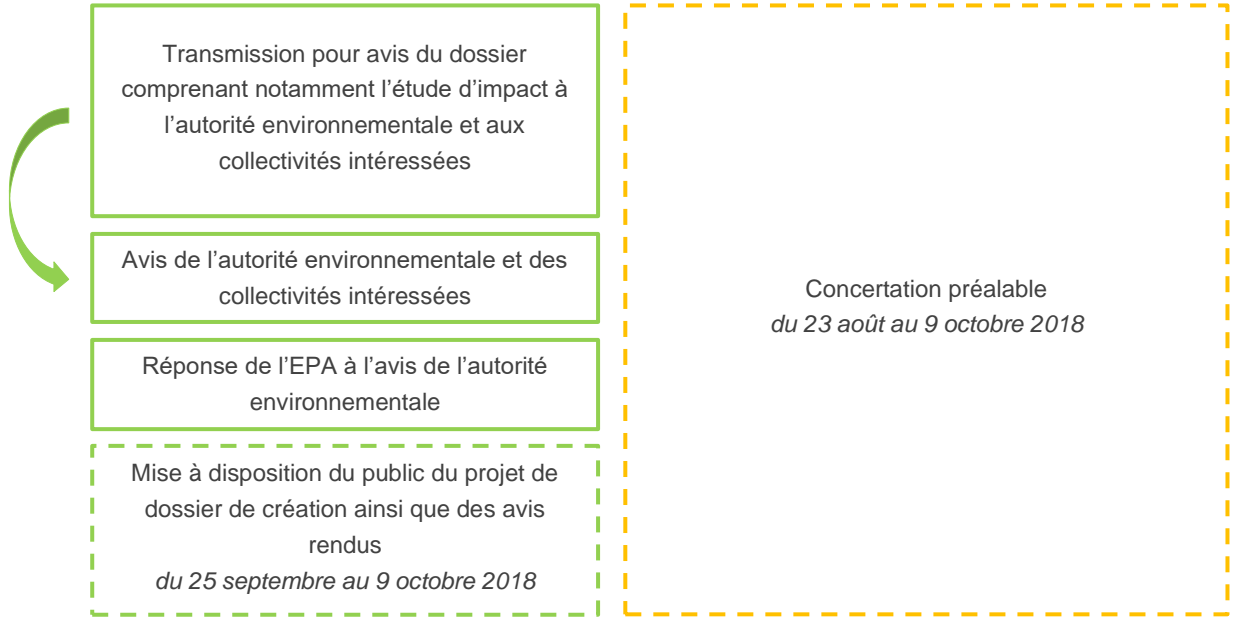 Transmission pour avis du dossier
comprenant notamment l’étude d’impact à
l’autorité environnementale et aux
collectivités intéressées
Avis de l’autorité environnementale et des
collectivités intéressées
Réponse de l’EPA à l’avis de l’autorité
environnementale
Mise à disposition du public du projet de
dossier de création ainsi que des avis
rendus
du 25 septembre au 9 octobre 2018
Concertation préalable
du 23 août au 9 octobre 2018